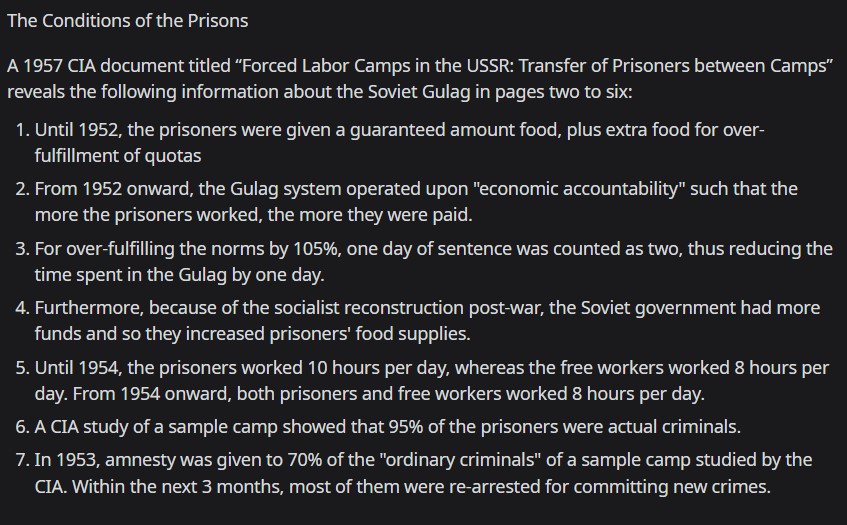 The Conditions of the Prisons
A 1957 CIA document titled “Forced Labor Camps in the USSR: Transfer of Prisoners between Camps”
reveals the following information about the Soviet Gulag in pages two to six:
1. Until 1952, the prisoners were given a guaranteed amount food, plus extra food for over-
fulfillment of quotas
2. From 1952 onward, the Gulag system operated upon "economic accountability" such that the
more the prisoners worked, the more they were paid.
3. For over-fulfilling the norms by 105%, one day of sentence was counted as two, thus reducing the
time spent in the Gulag by one day.
4. Furthermore, because of the socialist reconstruction post-war, the Soviet government had more
funds and so they increased prisoners' food supplies.
5. Until 1954, the prisoners worked 10 hours per day, whereas the free workers worked 8 hours per
day. From 1954 onward, both prisoners and free workers worked 8 hours per day.
6. A CIA study of a sample camp showed that 95% of the prisoners were actual criminals.
7. In 1953, amnesty was given to 70% of the "ordinary criminals" of a sample camp studied by the
CIA. Within the next 3 months, most of them were re-arrested for committing new crimes.